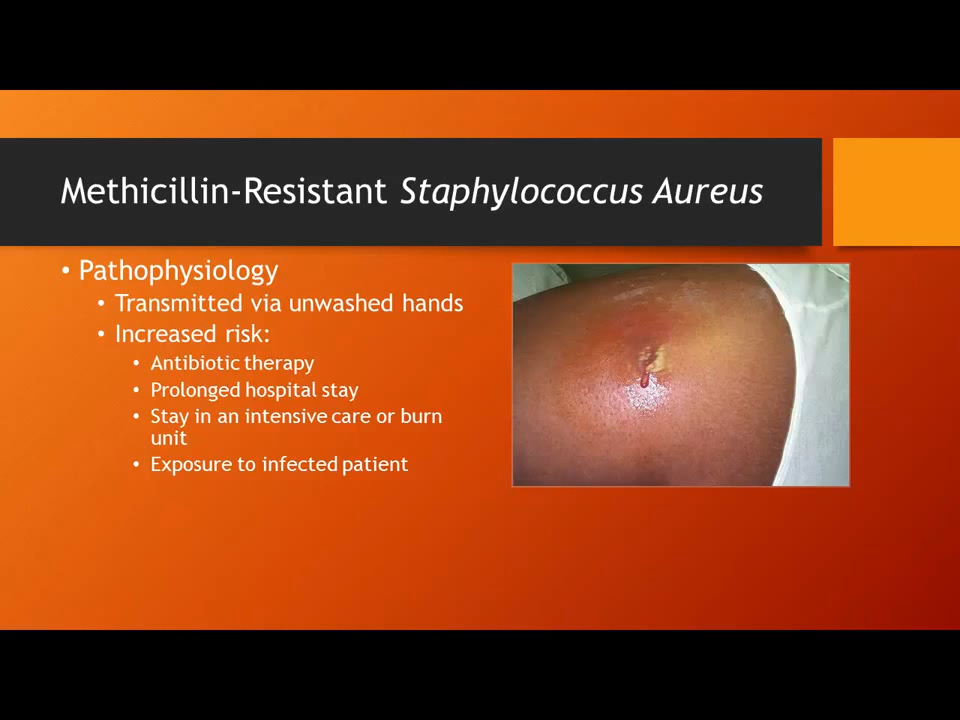 Methicillin-Resistant Staphylococcus Aureus
• Pathophysiology
• Transmitted via unwashed hands
• Increased risk:
• Antibiotic therapy
• Prolonged hospital stay
• Stay in an intensive care or burn
unit
• Exposure to infected patient